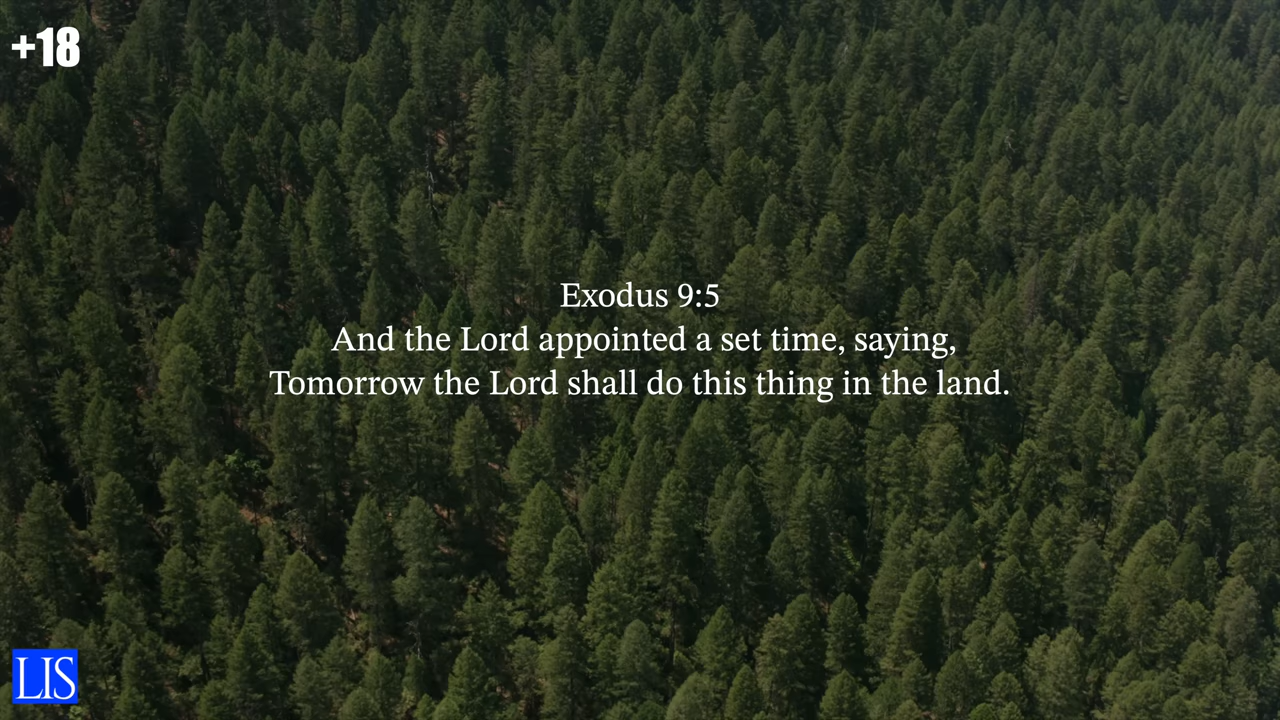 +18
Exodus 9:5
And the Lord appointed a set time, saying,
Tomorrow the Lord shall do this thing in the land.
LIS